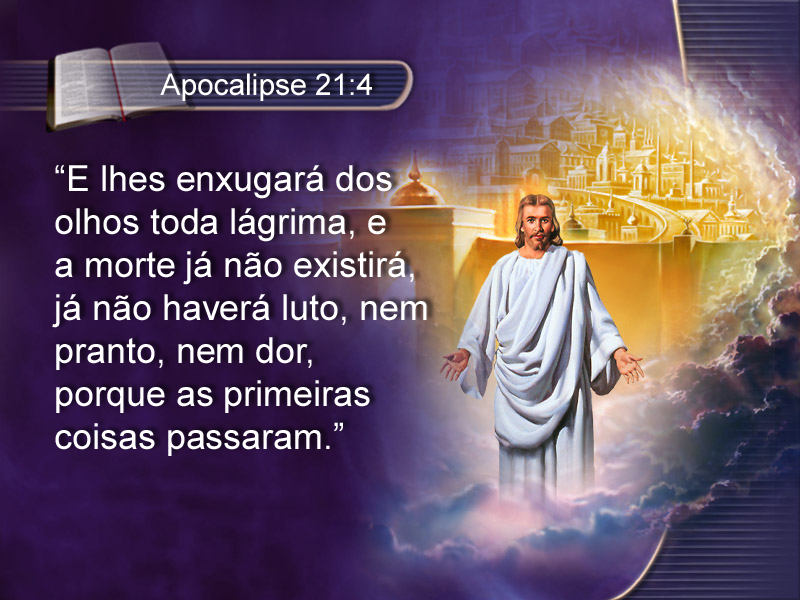 Apocalipse 21:4
“E lhes enxugará dos
olhos toda lágrima, e
a morte já não existirá,
já não haverá luto, nem
pranto, nem dor,
porque as primeiras
coisas passaram.”